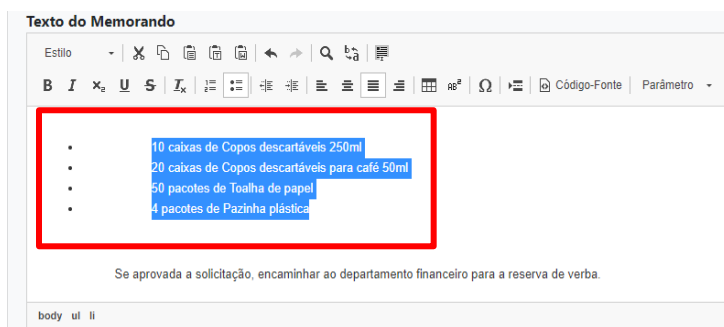 Texto do Memorando
Estilo
B I x₂ U S Iₓ Ω Código-Fonte Parâmetro
• 10 caixas de Copos descartáveis 250ml
• 20 caixas de Copos descartáveis para café 50ml
• 50 pacotes de Toalha de papel
• 4 pacotes de Pazinha plástica
Se aprovada a solicitação, encaminhar ao departamento financeiro para a reserva de verba.
body ul li